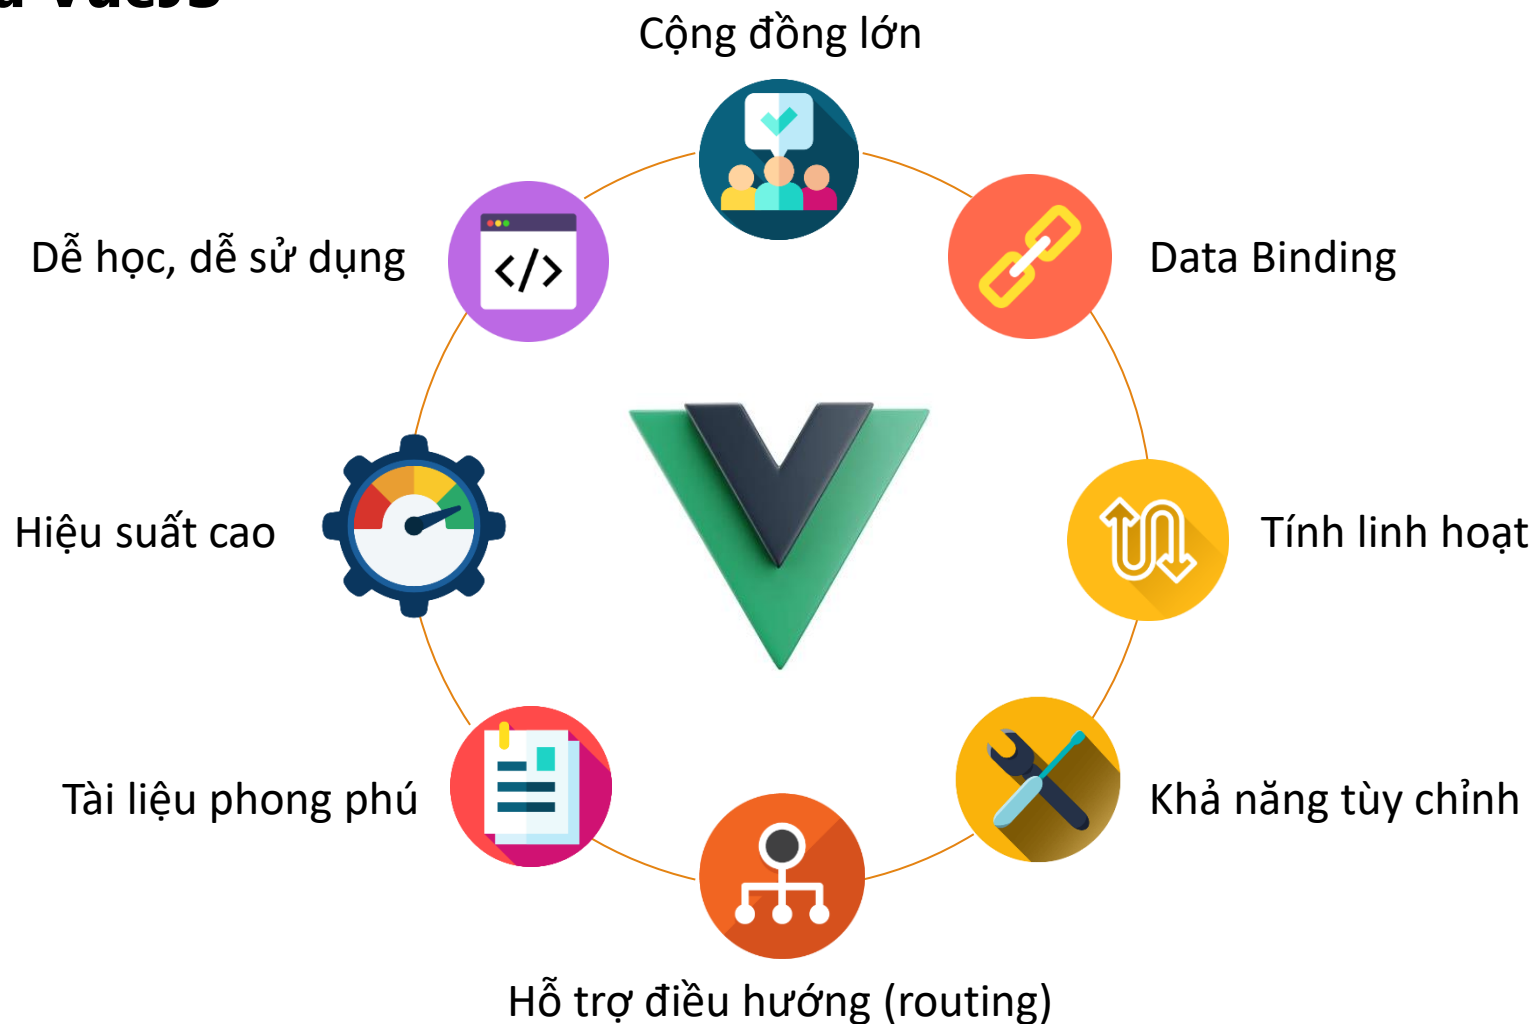 VueJS
Cộng đồng lớn
Dễ học, dễ sử dụng
Data Binding
Hiệu suất cao
Tính linh hoạt
Tài liệu phong phú
Khả năng tùy chỉnh
Hỗ trợ điều hướng (routing)